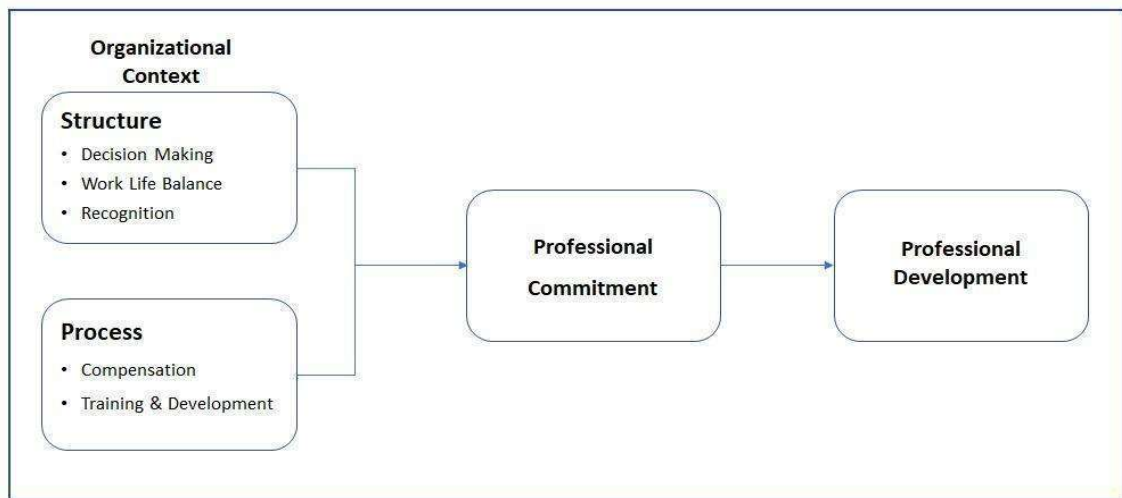 Organizational
Context
Structure
• Decision Making
• Work Life Balance
• Recognition
Process
• Compensation
• Training & Development
Professional
Commitment
Professional
Development